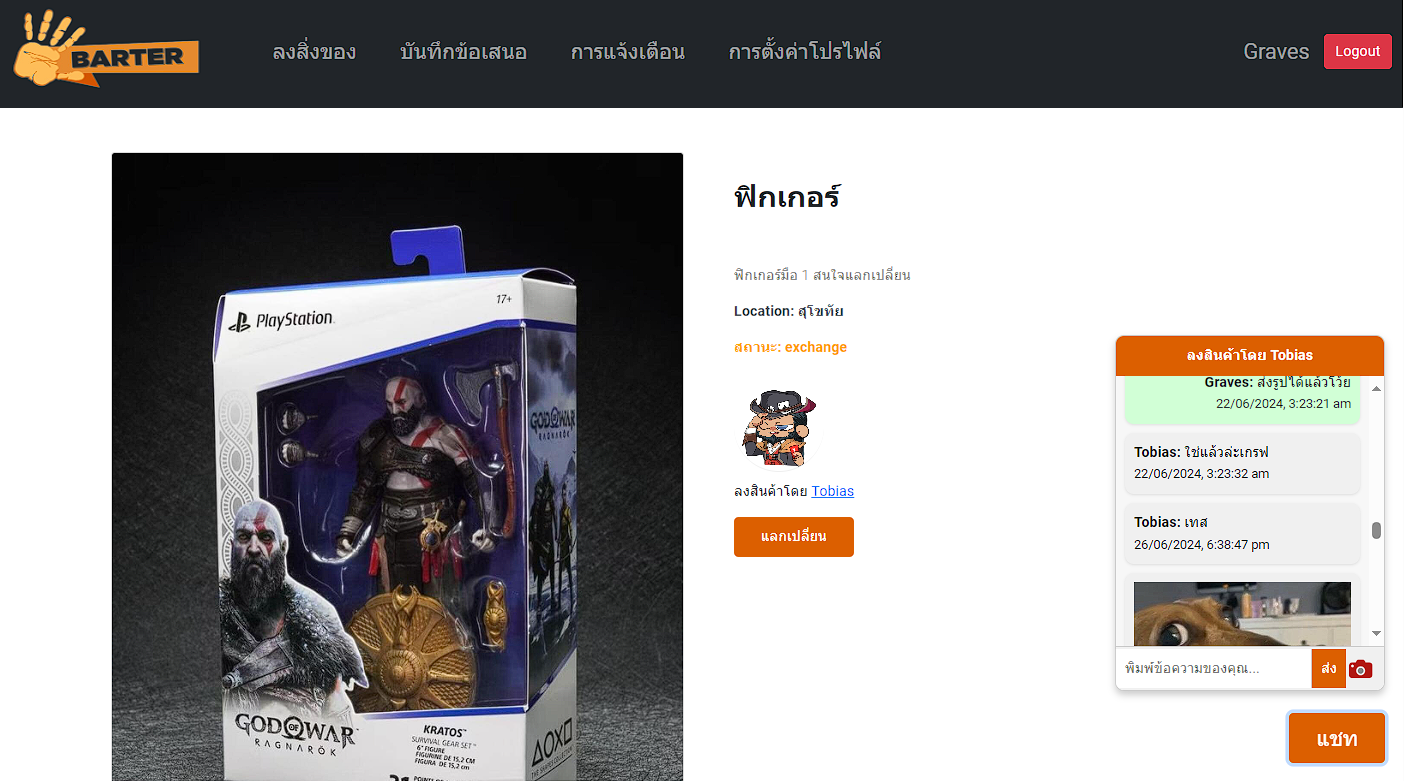 BARTER
ลงสิ่งของ
บันทึกข้อเสนอ
การแจ้งเตือน
การตั้งค่าโปรไฟล์
Graves
Logout
ฟิกเกอร์
ฟิกเกอร์มือ 1 สนใจแลกเปลี่ยน
Location: สุโขทัย
สถานะ: exchange
ลงสินค้าโดย Tobias
แลกเปลี่ยน
17+
PlayStation
GOD OF WAR
RAGNARÖK
GOD OF WAR
RAGNARÖK
KRATOS™
SURVIVAL GEAR SET™
6" FIGURE
FIGURINE DE 15,2 CM
FIGURA DE 15,2 cm
ลงสินค้าโดย Tobias
Graves: ส่งรูปได้แล้วโว้ย
22/06/2024, 3:23:21 am
Tobias: ใช่แล้วล่ะเกรฟ
22/06/2024, 3:23:32 am
Tobias: เทส
26/06/2024, 6:38:47 pm
พิมพ์ข้อความของคุณ...
ส่ง
แชท